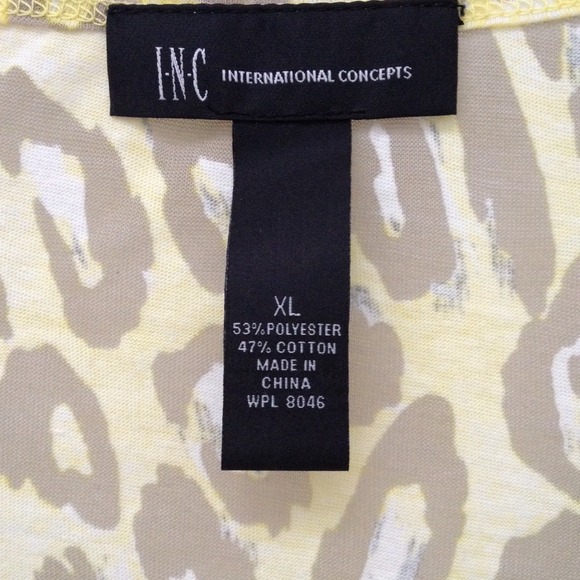 I·N·C INTERNATIONAL CONCEPTS
XL
53% POLYESTER
47% COTTON
MADE IN
CHINA
WPL 8046